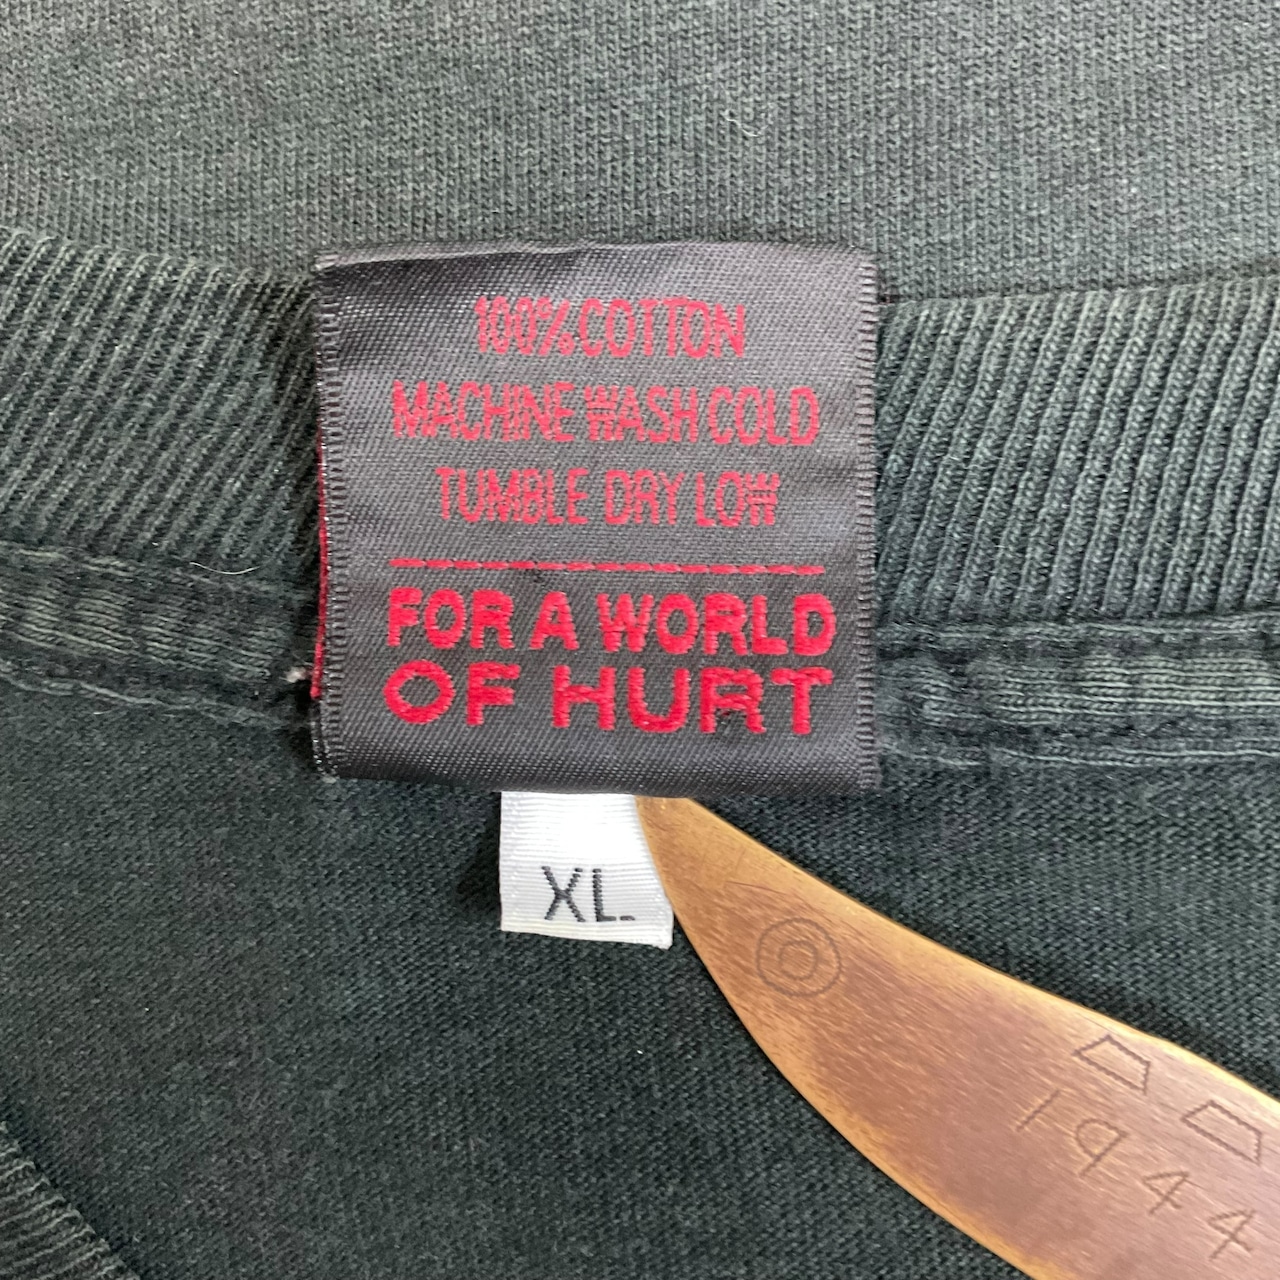 100% COTTON
MACHINE WASH COLD
TUMBLE DRY LOW
FOR A WORLD
OF HURT
XL
1944